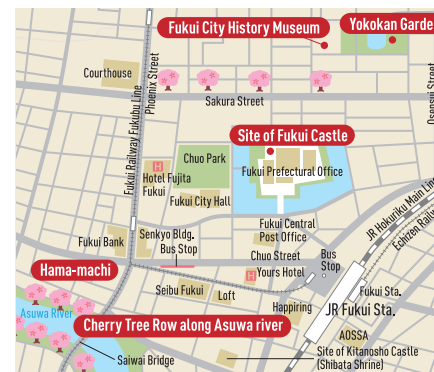 Fukui City History Museum
Yokokan Garde
Courthouse
Phoenix Street
Fukui Railway Fukubu Line
Sakura Street
Osensui Street
Site of Fukui Castle
Chuo Park
Fukui Prefectural Office
Hotel Fujita
Fukui
Fukui City Hall
Fukui Central
Post Office
JR Hokuriku Main Line
Echizen Railw
Senkyo Bldg.
Bus Stop
Fukui Bank
Chuo Street
Bus
Stop
Hama-machi
Yours Hotel
Seibu Fukui
Loft
Fukui Sta.
Happiring
JR Fukui Sta.
Asuwa River
Cherry Tree Row along Asuwa river
AOSSA
Saiwai Bridge
Site of Kitanosho Castle
(Shibata Shrine)